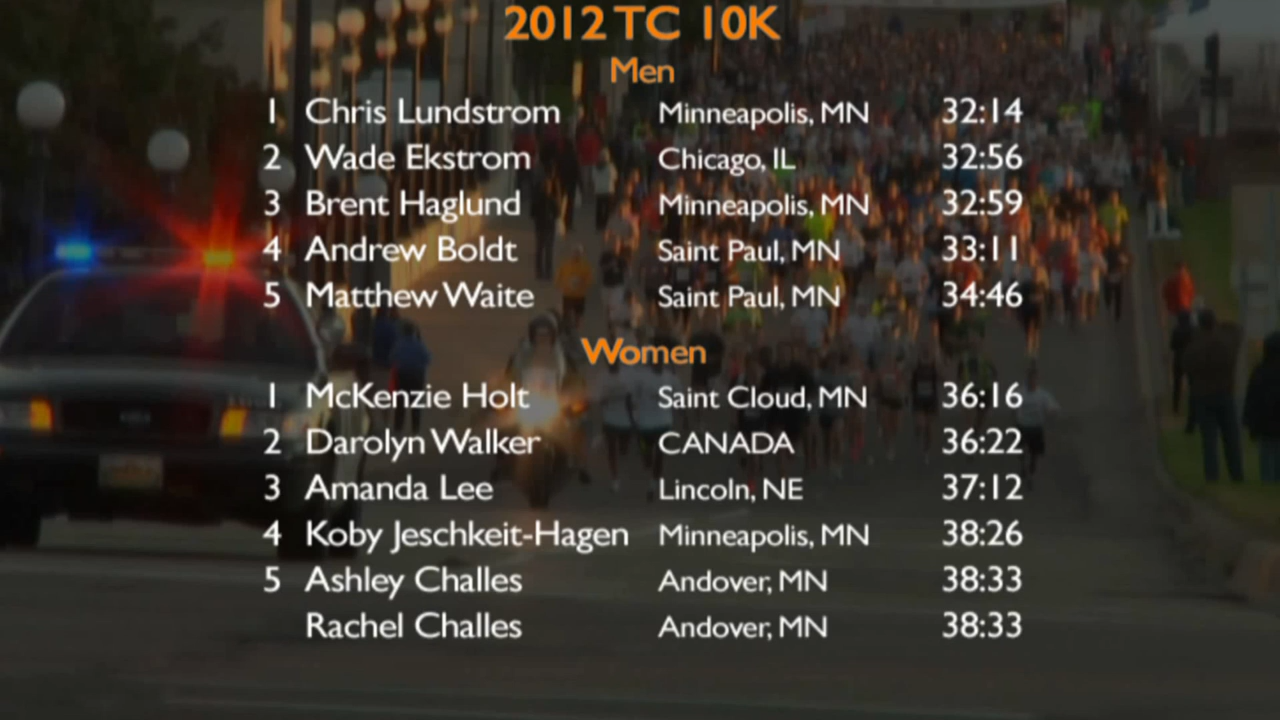 2012 TC 10K
Men
1 Chris Lundstrom Minneapolis, MN 32:14
2 Wade Ekstrom Chicago, IL 32:56
3 Brent Haglund Minneapolis, MN 32:59
4 Andrew Boldt Saint Paul, MN 33:11
5 Matthew Waite Saint Paul, MN 34:46
Women
1 McKenzie Holt Saint Cloud, MN 36:16
2 Darolyn Walker CANADA 36:22
3 Amanda Lee Lincoln, NE 37:12
4 Koby Jeschkeit-Hagen Minneapolis, MN 38:26
5 Ashley Challes Andover, MN 38:33
Rachel Challes Andover, MN 38:33